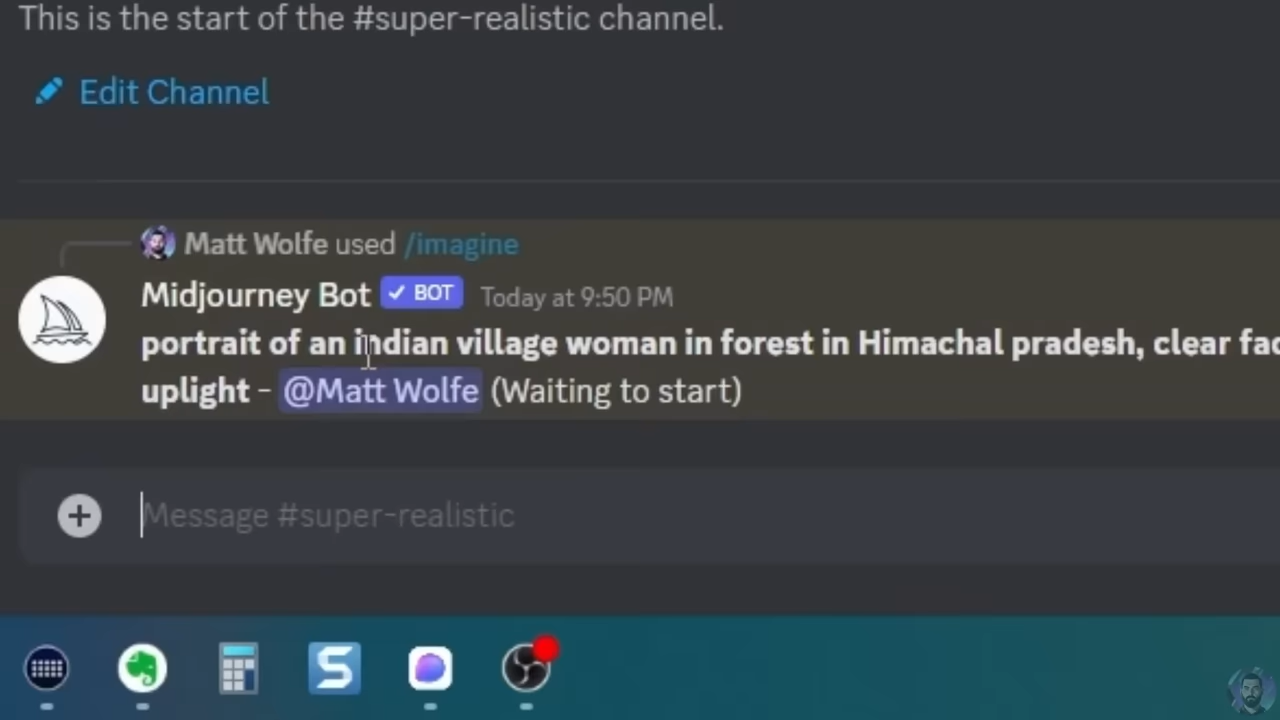 This is the start of the #super-realistic channel.
Edit Channel
Matt Wolfe used /imagine
Midjourney Bot ✓ BOT Today at 9:50 PM
portrait of an indian village woman in forest in Himachal pradesh, clear
uplight - @Matt Wolfe (Waiting to start)
Message #super-realistic
S